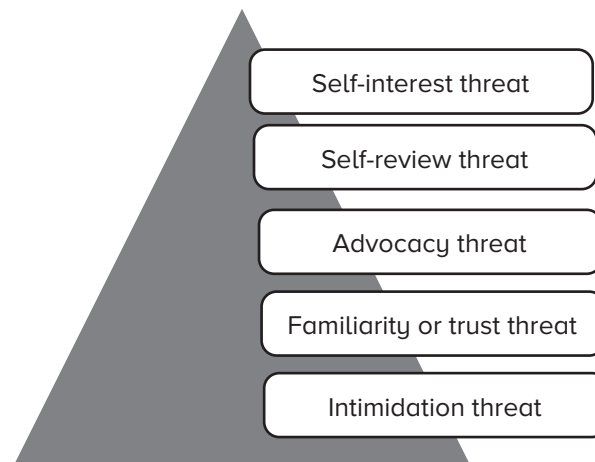 Self-interest threat
Self-review threat
Advocacy threat
Familiarity or trust threat
Intimidation threat